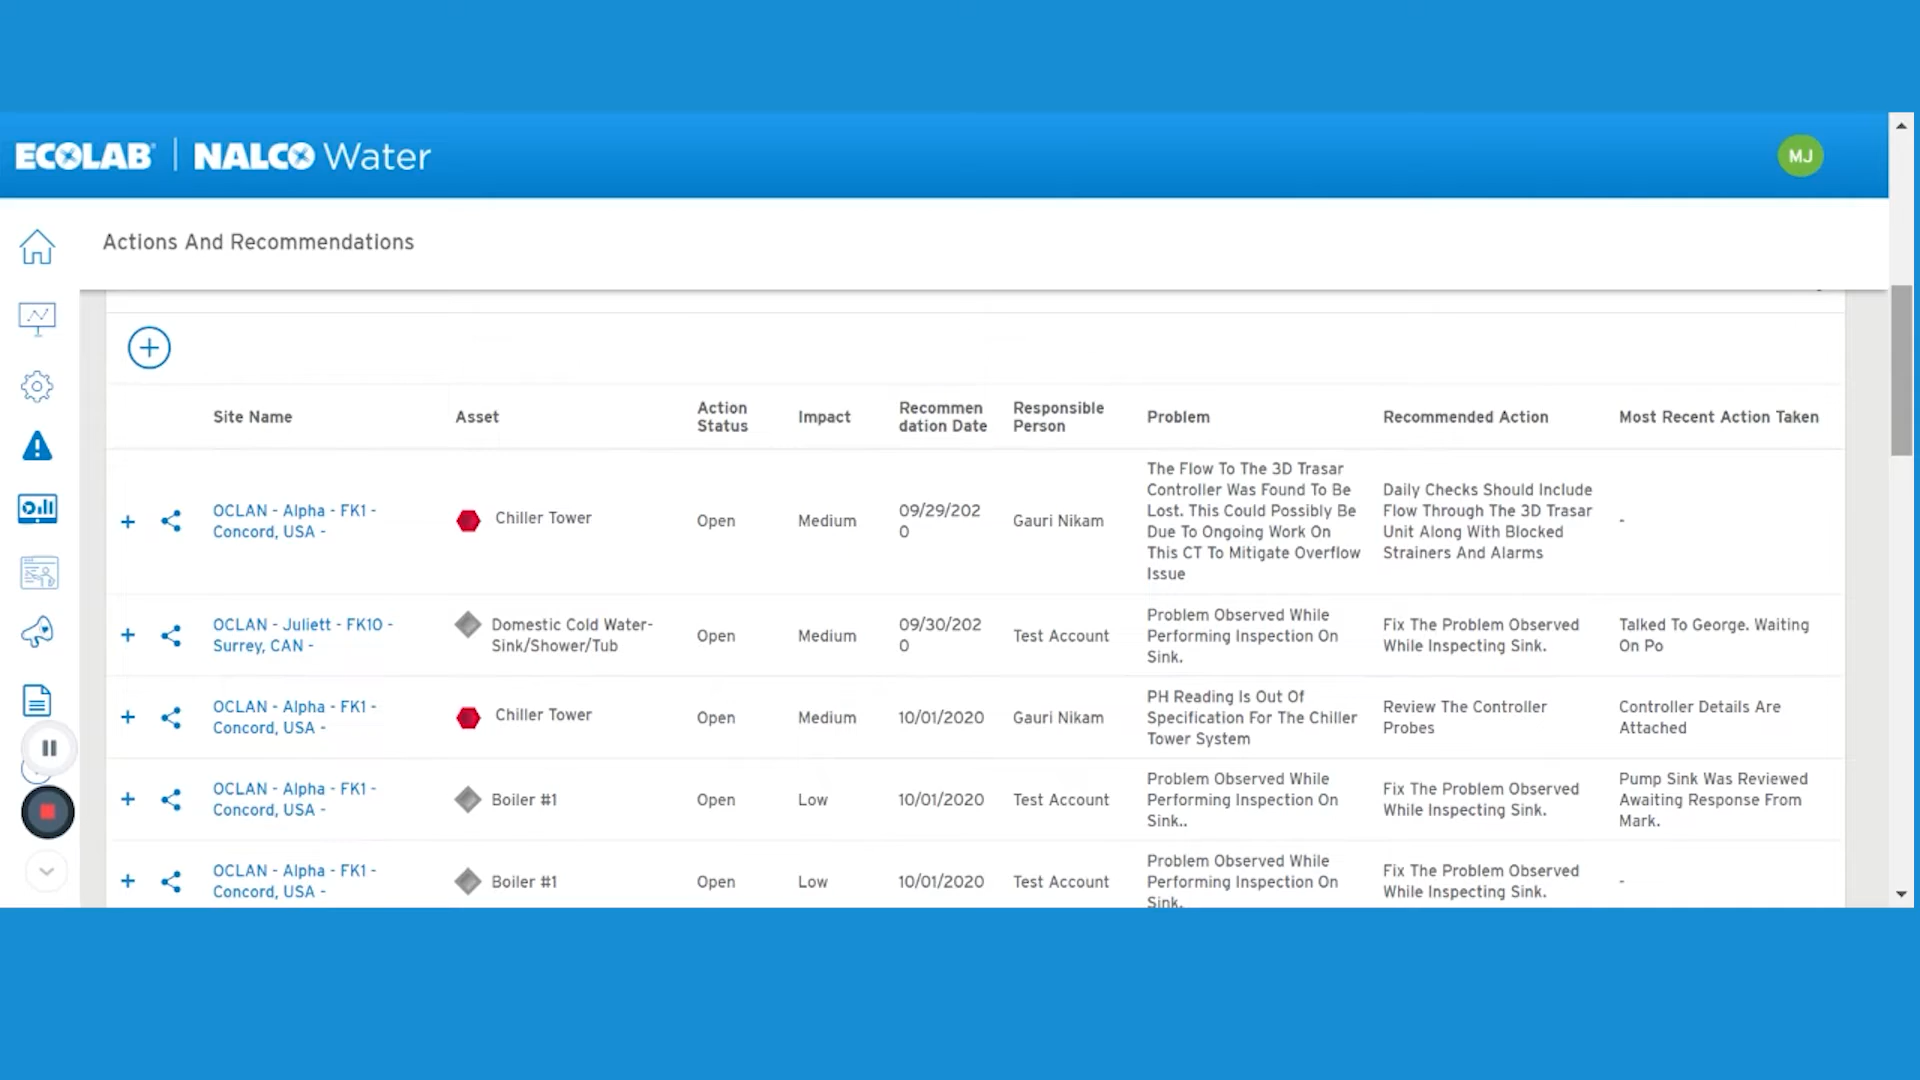 ECOLAB® | NALCO Water
MJ
Actions And Recommendations
Site Name
Asset
Action
Status
Impact
Recommen
dation Date
Responsible
Person
Problem
Recommended Action
Most Recent Action Taken
OCLAN - Alpha - FK1 -
Concord, USA -
Chiller Tower
Open
Medium
09/29/202
0
Gauri Nikam
The Flow To The 3D Trasar
Controller Was Found To Be
Lost. This Could Possibly Be
Due To Ongoing Work On
This CT To Mitigate Overflow
Issue
Daily Checks Should Include
Flow Through The 3D Trasar
Unit Along With Blocked
Strainers And Alarms
-
OCLAN - Juliett - FK10 -
Surrey, CAN -
Domestic Cold Water-
Sink/Shower/Tub
Open
Medium
09/30/202
0
Test Account
Problem Observed While
Performing Inspection On
Sink.
Fix The Problem Observed
While Inspecting Sink.
Talked To George. Waiting
On Po
OCLAN - Alpha - FK1 -
Concord, USA -
Chiller Tower
Open
Medium
10/01/2020
Gauri Nikam
PH Reading Is Out Of
Specification For The Chiller
Tower System
Review The Controller
Probes
Controller Details Are
Attached
OCLAN - Alpha - FK1 -
Concord, USA -
Boiler #1
Open
Low
10/01/2020
Test Account
Problem Observed While
Performing Inspection On
Sink..
Fix The Problem Observed
While Inspecting Sink.
Pump Sink Was Reviewed
Awaiting Response From
Mark.
OCLAN - Alpha - FK1 -
Concord, USA -
Boiler #1
Open
Low
10/01/2020
Test Account
Problem Observed While
Performing Inspection On
Sink.
Fix The Problem Observed
While Inspecting Sink.
-